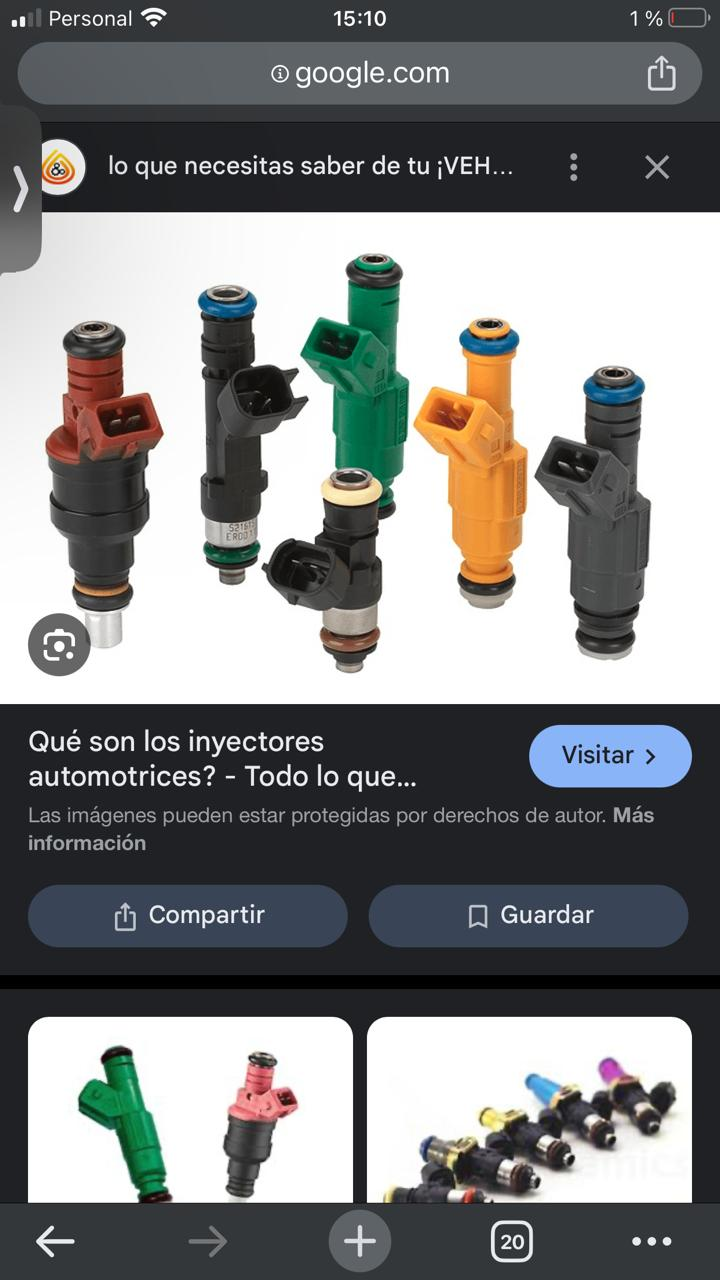 Personal
15:10
1 %
google.com
lo que necesitas saber de tu ¡VEH...
Qué son los inyectores
automotrices? - Todo lo que...
Visitar
Las imágenes pueden estar protegidas por derechos de autor. Más
información
Compartir
Guardar
20